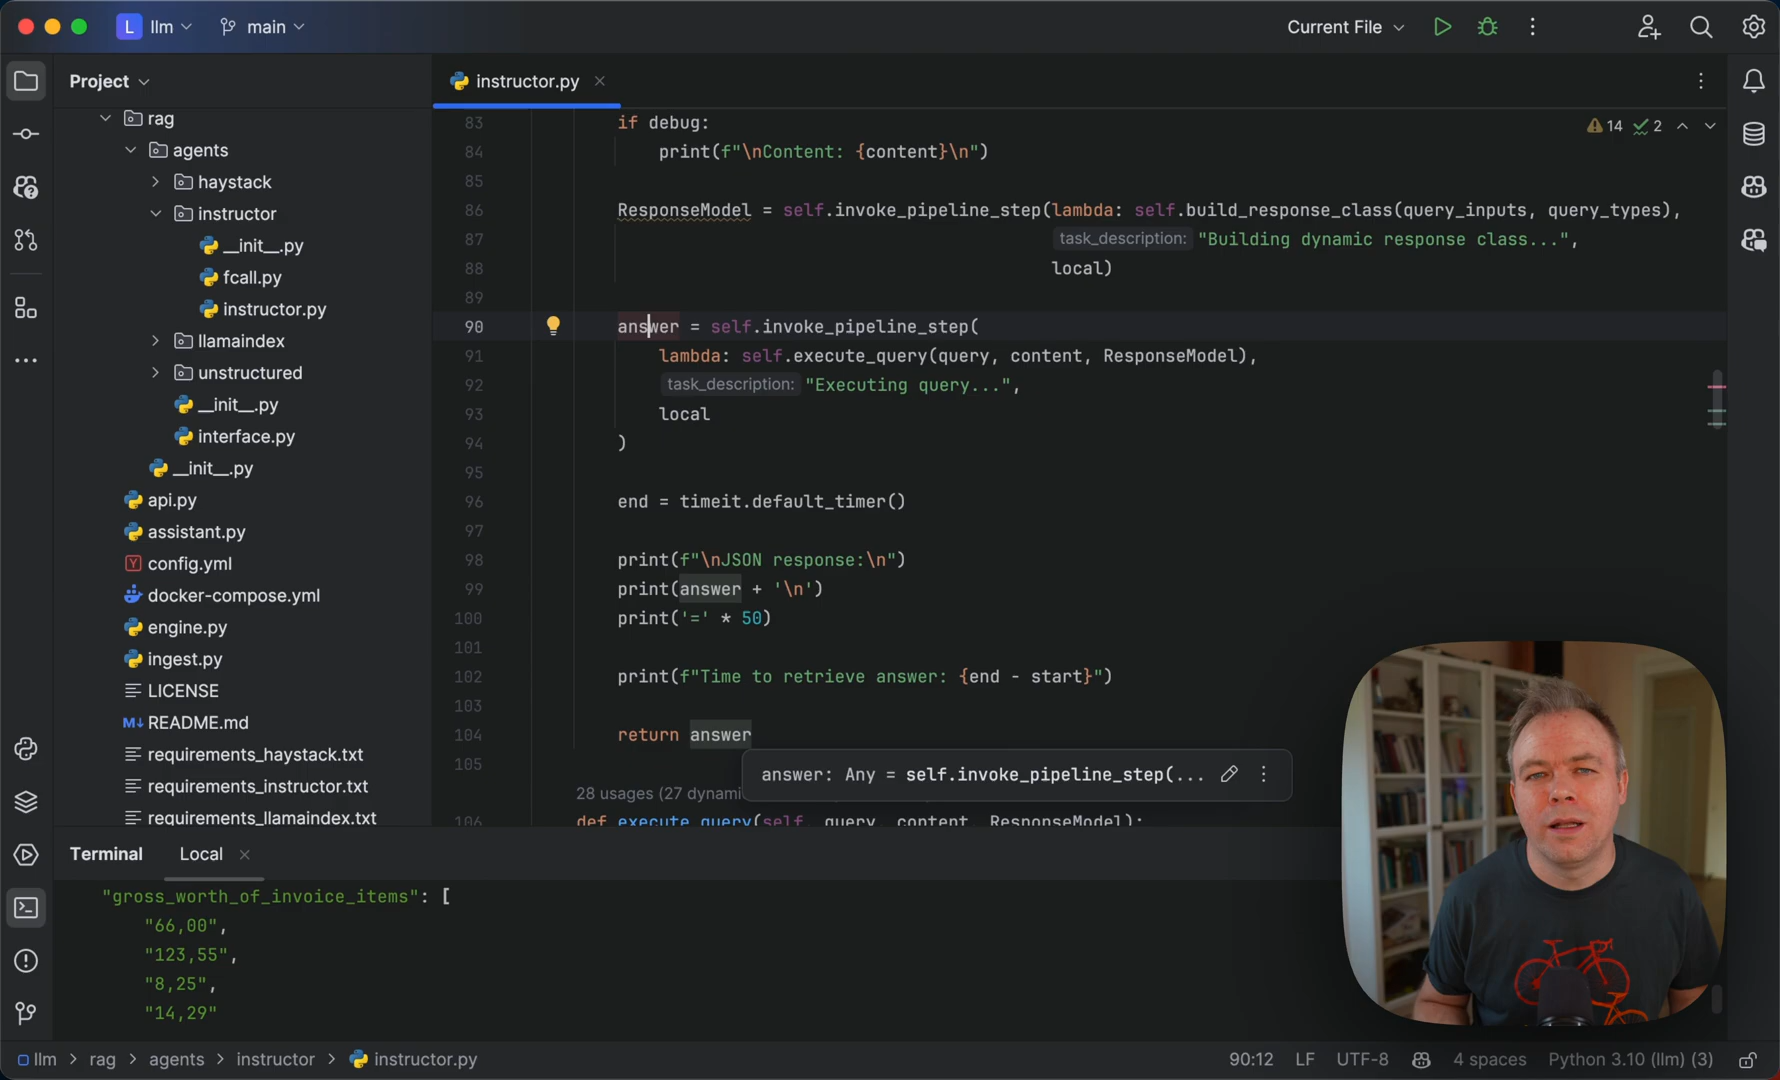 L llm main
Current File
Project
instructor.py
rag
agents
haystack
instructor
__init__.py
fcall.py
instructor.py
llamaindex
unstructured
__init__.py
interface.py
__init__.py
api.py
assistant.py
config.yml
docker-compose.yml
engine.py
ingest.py
LICENSE
M↓ README.md
requirements_haystack.txt
requirements_instructor.txt
requirements_llamaindex.txt
14 2
83 if debug:
84 print(f"\nContent: {content}\n")
85
86 ResponseModel = self.invoke_pipeline_step(lambda: self.build_response_class(query_inputs, query_types),
87 task_description: "Building dynamic response class...",
88 local)
89
90 answer = self.invoke_pipeline_step(
91 lambda: self.execute_query(query, content, ResponseModel),
92 task_description: "Executing query...",
93 local
94 )
95
96 end = timeit.default_timer()
97
98 print(f"\nJSON response:\n")
99 print(answer + '\n')
100 print('=' * 50)
101
102 print(f"Time to retrieve answer: {end - start}")
103
104 return answer
105
answer: Any = self.invoke_pipeline_step(...
28 usages (27 dynami
106 def execute_query(self, query, content, ResponseModel):
Terminal Local
"gross_worth_of_invoice_items": [
"66,00",
"123,55",
"8,25",
"14,29"
llm > rag > agents > instructor > instructor.py
90:12 LF UTF-8 4 spaces Python 3.10 (llm) (3)